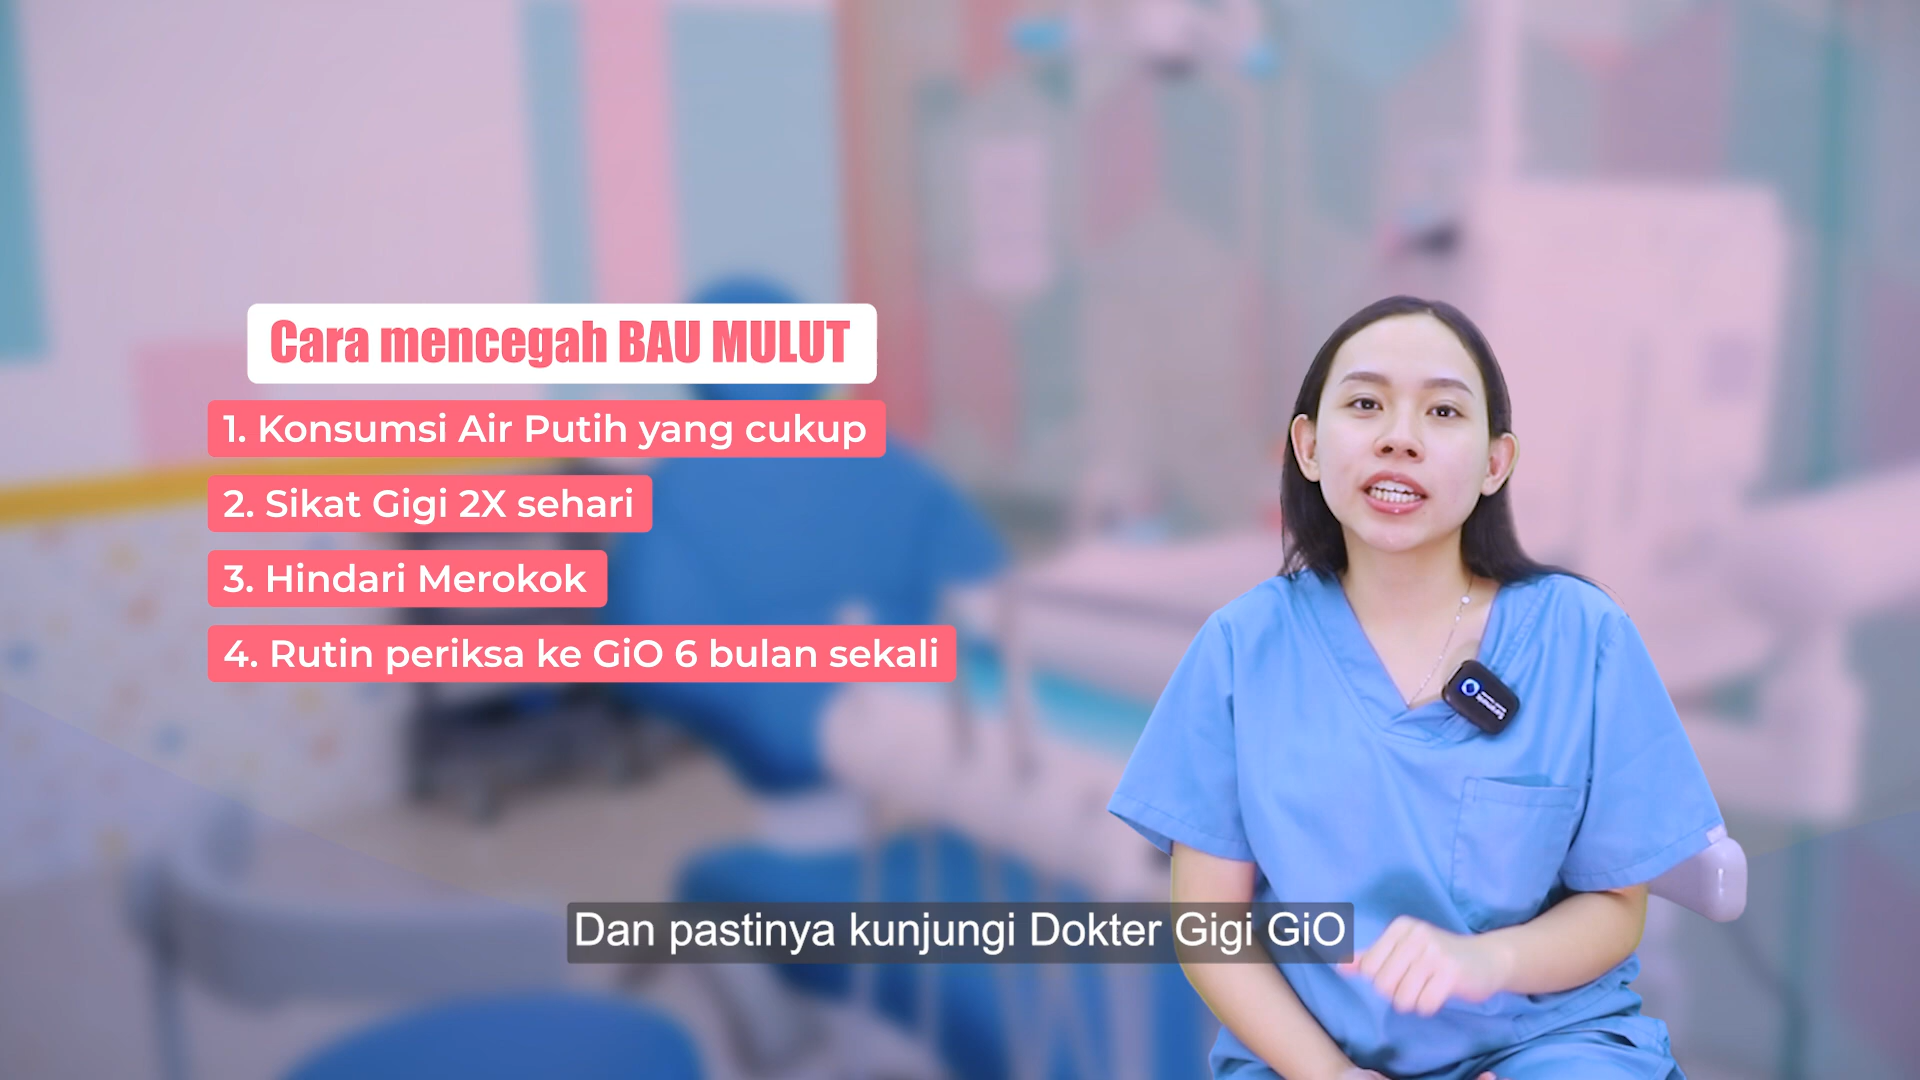 Cara mencegah BAU MULUT
1. Konsumsi Air Putih yang cukup
2. Sikat Gigi 2X sehari
3. Hindari Merokok
4. Rutin periksa ke GiO 6 bulan sekali
Dan pastinya kunjungi Dokter Gigi GiO